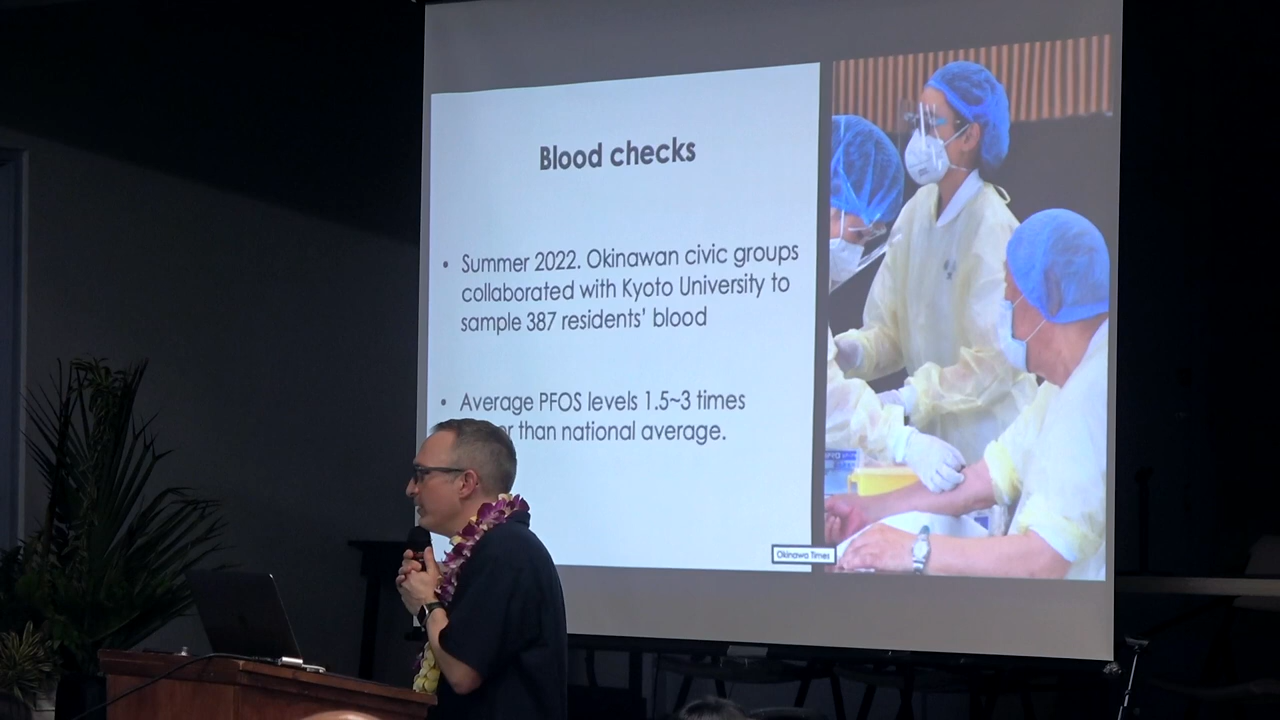 Blood checks
• Summer 2022. Okinawan civic groups
collaborated with Kyoto University to
sample 387 residents' blood
• Average PFOS levels 1.5~3 times
than national average.
Okinawa Times